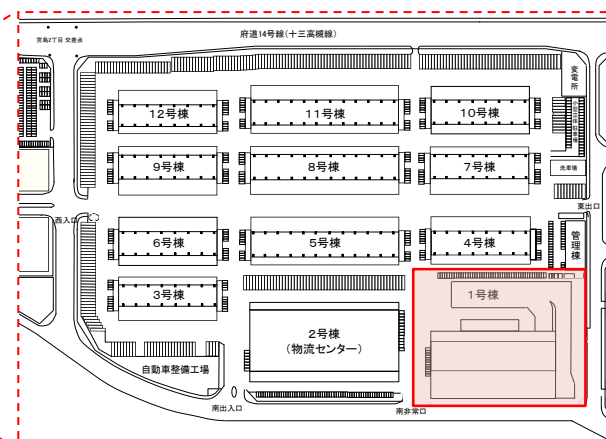 府道14号線(十三高槻線)
宮島2丁目 交差点
変電所
12号棟
11号棟
10号棟
9号棟
8号棟
7号棟
洗車場
東出口
西入口
6号棟
5号棟
4号棟
管理棟
3号棟
1号棟
2号棟
(物流センター)
自動車整備工場
南出入口
南非常口